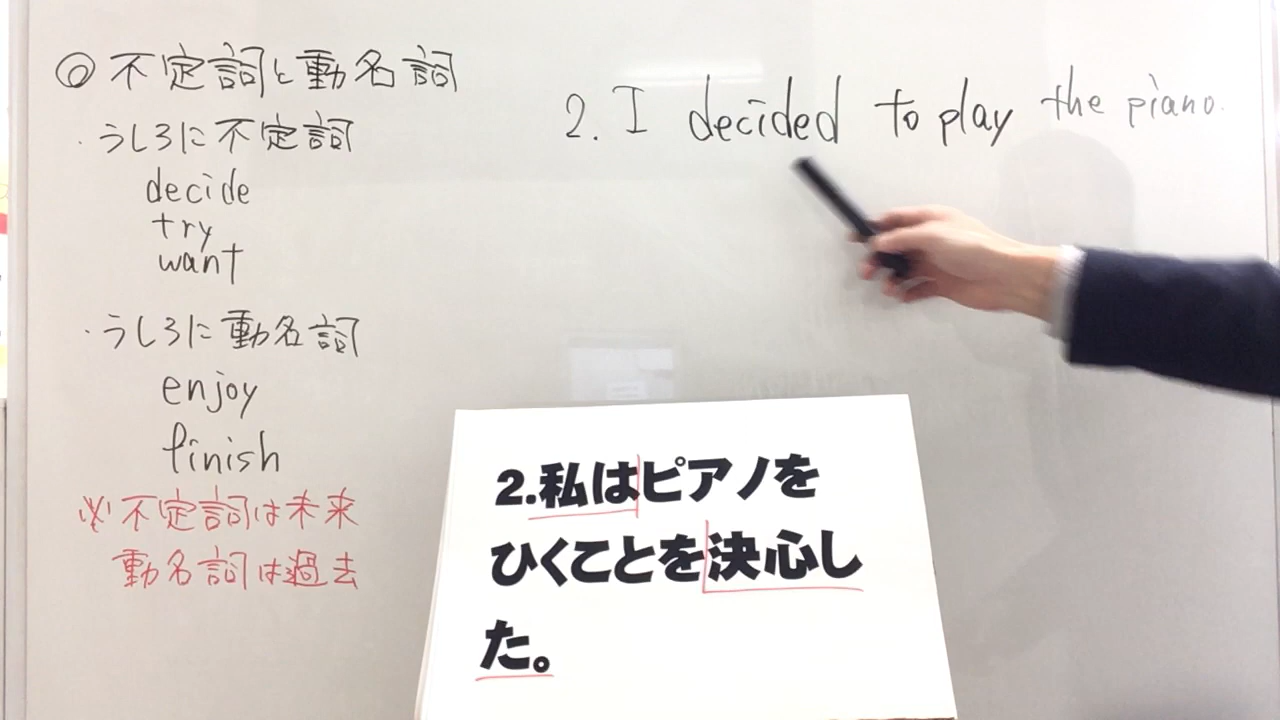 ◎不定詞と動名詞
・うしろに不定詞
decide
try
want
・うしろに動名詞
enjoy
finish
※不定詞は未来
動名詞は過去
2. I decided to play the piano.
2.私はピアノを
ひくことを決心し
た。